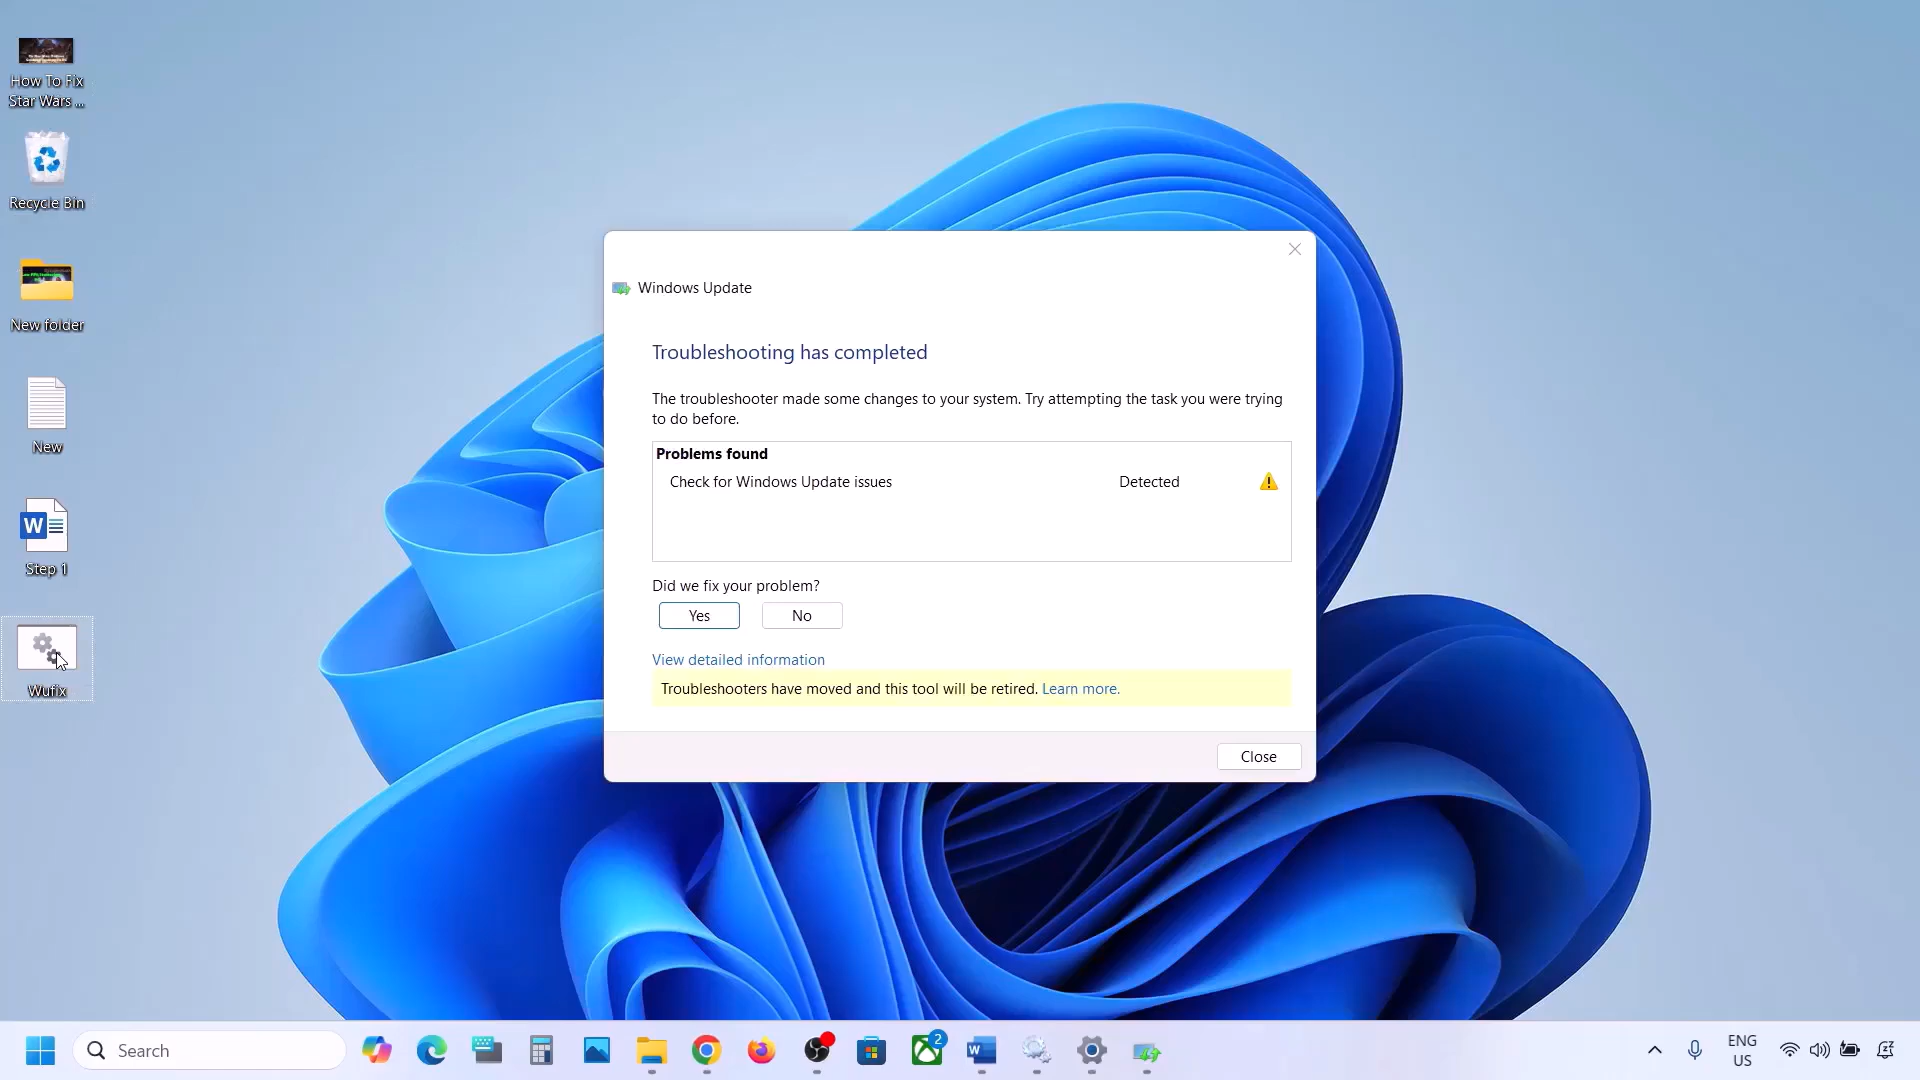 How To Fix
Star Wars ...
Recycle Bin
New folder
New
Step 1
Wufix
Windows Update
Troubleshooting has completed
The troubleshooter made some changes to your system. Try attempting the task you were trying
to do before.
Problems found
Check for Windows Update issues Detected
Did we fix your problem?
Yes No
View detailed information
Troubleshooters have moved and this tool will be retired. Learn more.
Close
Search
2
ENG
US